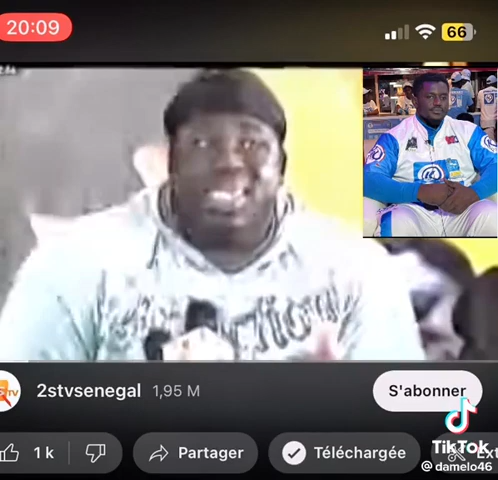 20:09
66
2stvsenegal 1,95 M
S'abonner
1 k
Partager
Téléchargée
TikTok
@ damelo46